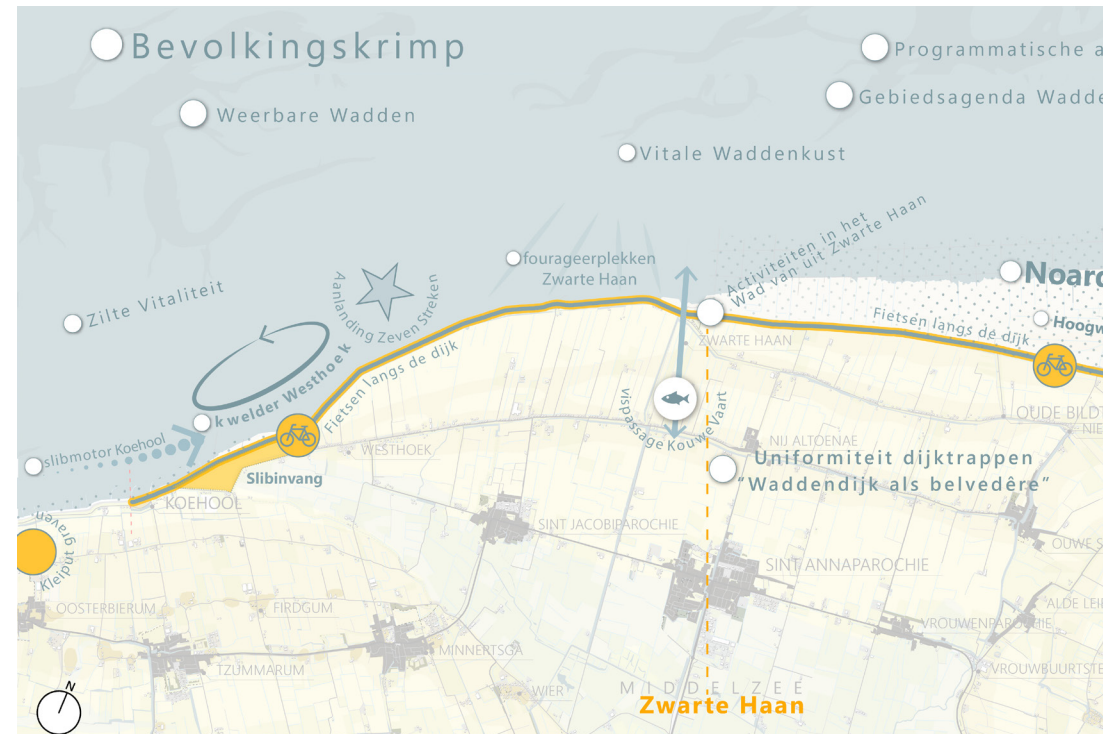 Bevolkingskrimp
Programmatische a
Gebiedsagenda Wadde
Weerbare Wadden
Vitale Waddenkust
Activiteiten in het
Wad van uit Zwarte Haan
fourageerplekken
Zwarte Haan
Noard
Zilte Vitaliteit
Aanlanding Zeven Streken
Hoogw
Fietsen langs de dijk
ZWARTE HAAN
Fietsen langs de dijk
kwelder Westhoek
vispassage Kouwe Vaart
OUDE BILDT
NIE
NIJ ALTOENAE
WESTHOEK
slibmotor Koehool
Uniformiteit dijktrappen
"Waddendijk als belvedêre"
Slibinvang
KOEHOOL
SINT JACOBIPAROCHIE
Kleiput graven
OUWE S
SINT ANNAPAROCHIE
OOSTERBIERUM
FIRDGUM
ALDE LEI
VROUWENPAROCHIE
MINNERTSGA
TZUMMARUM
VROUWBUURTSTE
WIER
MIDDELZEE
Zwarte Haan
N